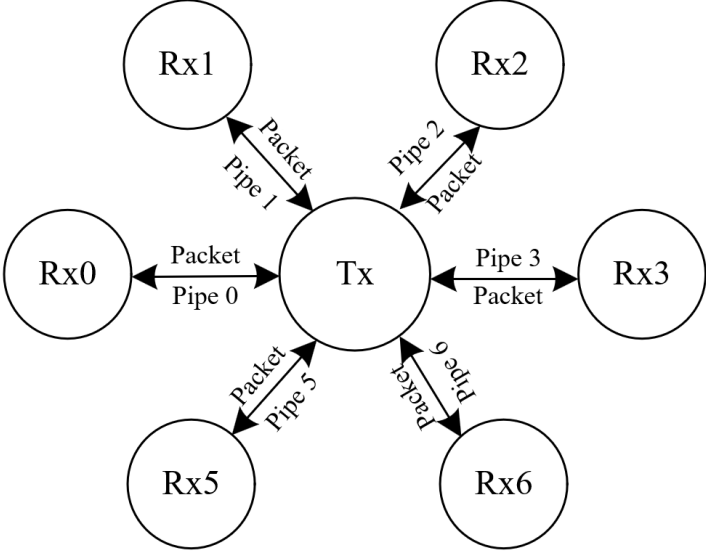 Rx1
Rx2
Packet
Pipe 1
Pipe 2
Packet
Rx0
Packet
Pipe 0
Tx
Pipe 3
Packet
Rx3
Packet
Pipe 5
Pipe 6
Packet
Rx5
Rx6